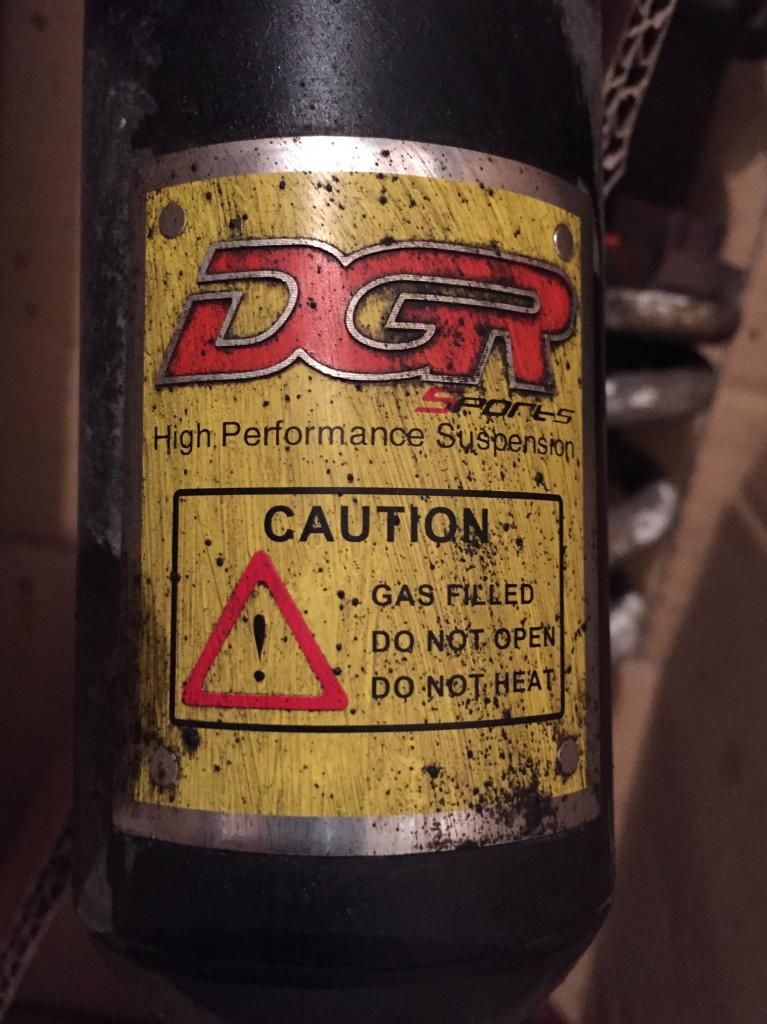 DGR
Sports
High Performance Suspension
CAUTION
GAS FILLED
DO NOT OPEN
DO NOT HEAT